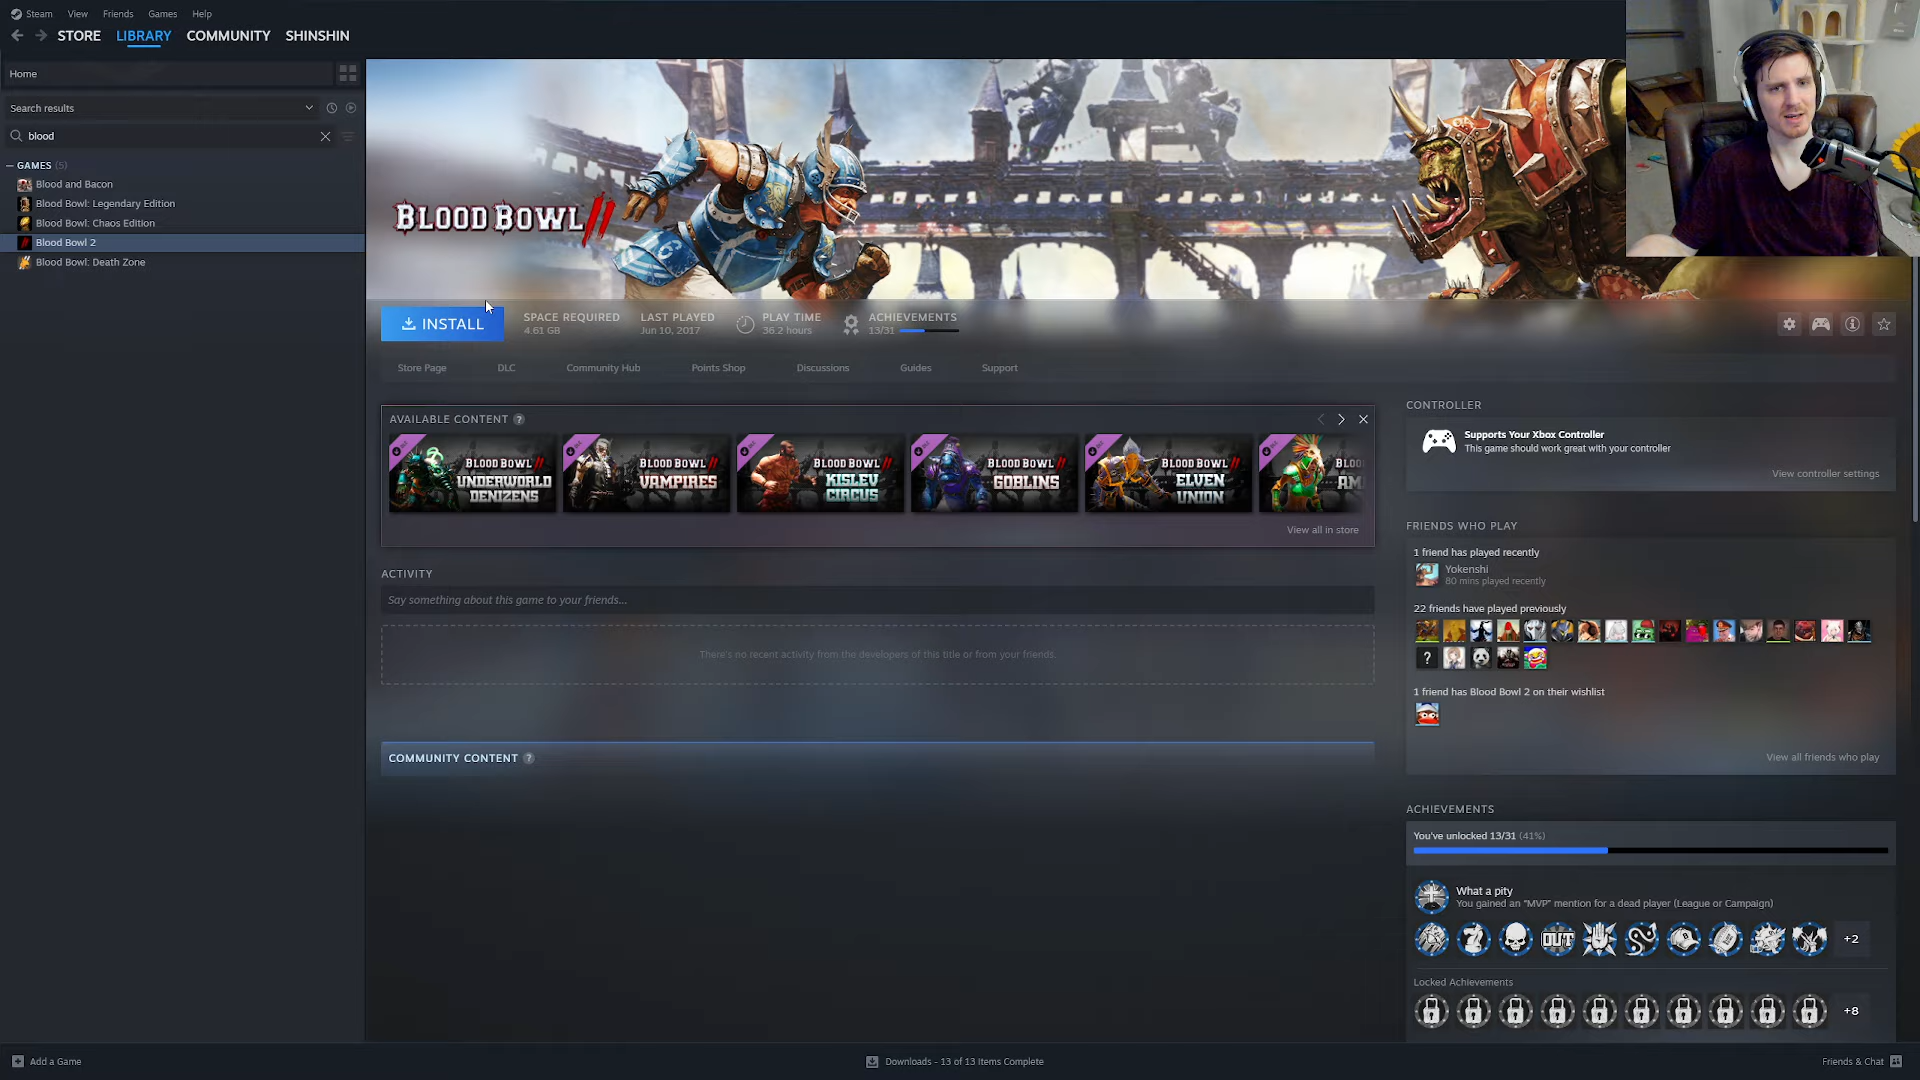 Steam View Friends Games Help
STORE LIBRARY COMMUNITY SHINSHIN
Home
Search results
blood
GAMES (5)
Blood and Bacon
Blood Bowl: Legendary Edition
Blood Bowl: Chaos Edition
Blood Bowl 2
Blood Bowl: Death Zone
BLOOD BOWL II
INSTALL
SPACE REQUIRED
4.61 GB
LAST PLAYED
Jun 10, 2017
PLAY TIME
36.2 hours
ACHIEVEMENTS
13/31
Store Page DLC Community Hub Points Shop Discussions Guides Support
AVAILABLE CONTENT ?
BLOOD BOWL II
UNDERWORLD
DENIZENS
BLOOD BOWL II
VAMPIRES
BLOOD BOWL II
KISLEV
CIRCUS
BLOOD BOWL II
GOBLINS
BLOOD BOWL II
ELVEN
UNION
BLOO
AM
View all in store
ACTIVITY
Say something about this game to your friends...
There's no recent activity from the developers of this title or from your friends.
COMMUNITY CONTENT ?
CONTROLLER
Supports Your Xbox Controller
This game should work great with your controller
View controller settings
FRIENDS WHO PLAY
1 friend has played recently
Yokenshi
80 mins played recently
22 friends have played previously
?
1 friend has Blood Bowl 2 on their wishlist
View all friends who play
ACHIEVEMENTS
You've unlocked 13/31 (41%)
What a pity
You gained an "MVP" mention for a dead player (League or Campaign)
OUT
+2
Locked Achievements
+8
Add a Game
Downloads - 13 of 13 Items Complete
Friends & Chat